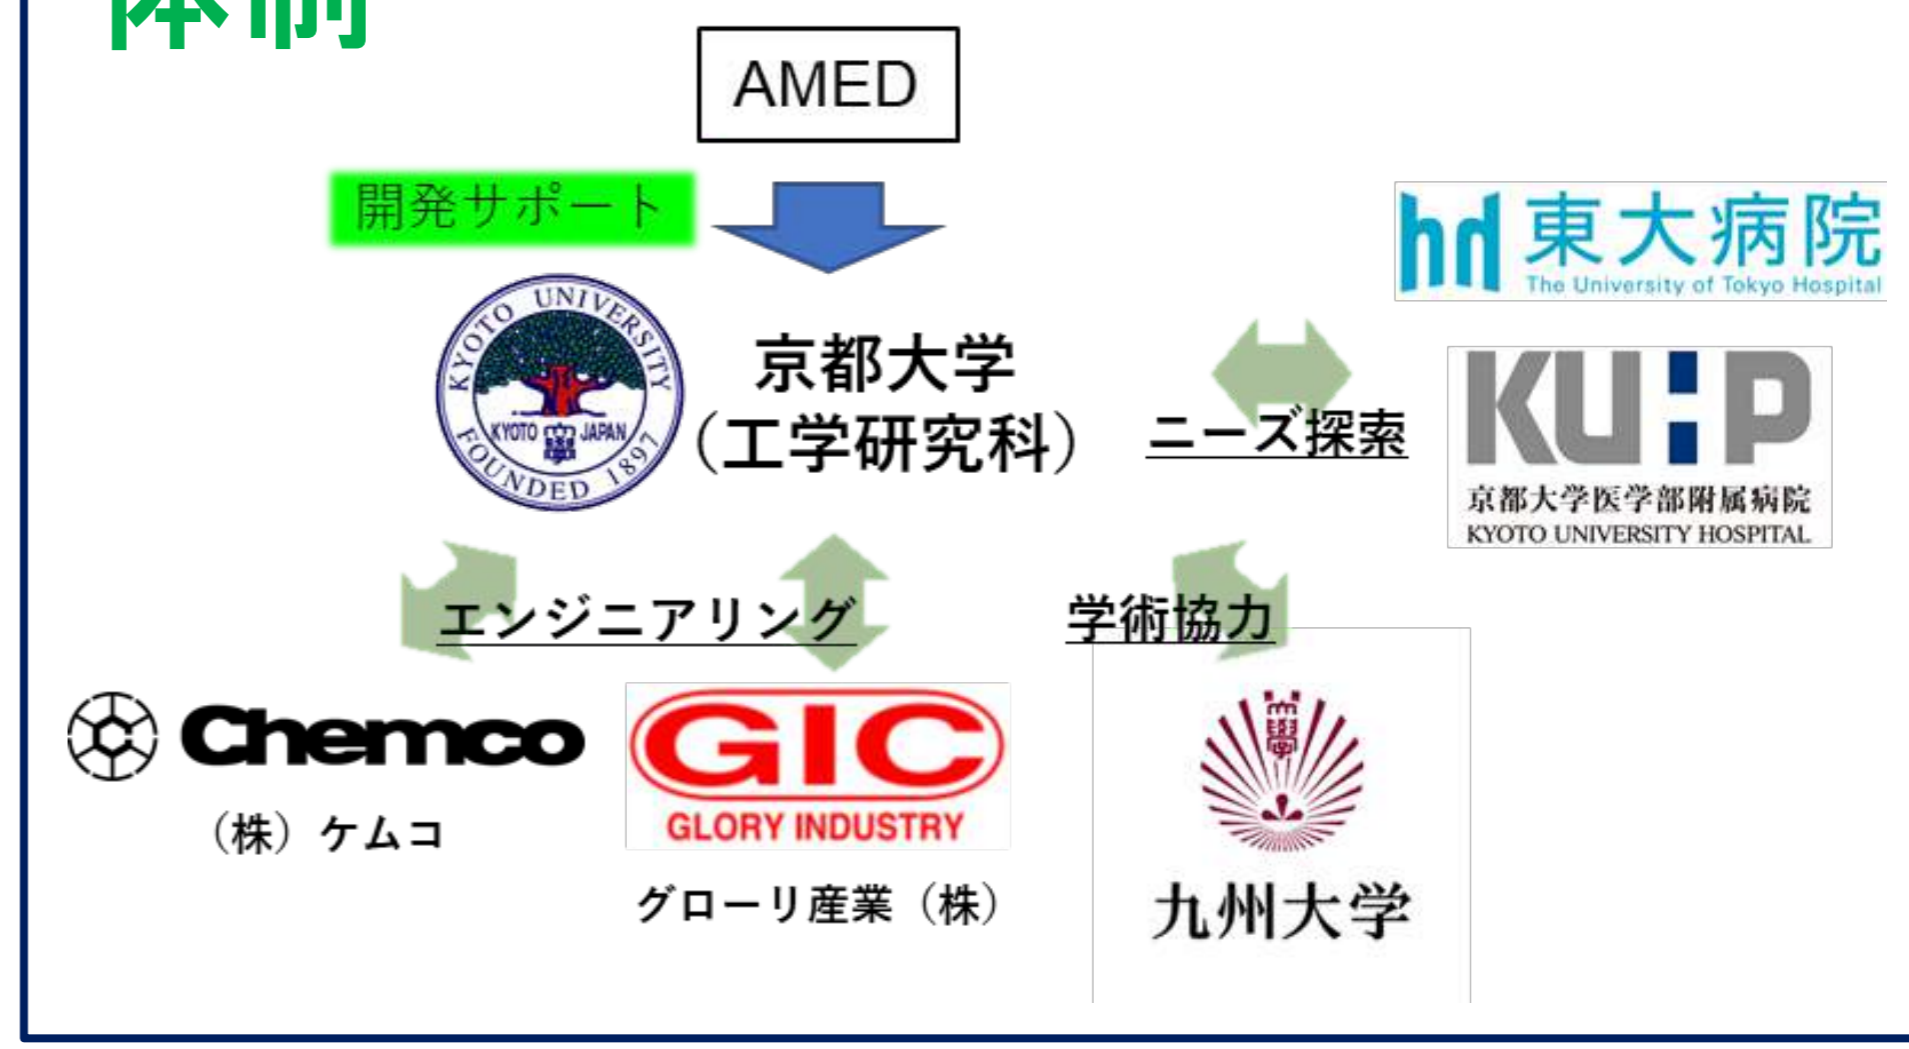 体制
AMED
開発サポート
hd 東大病院
The University of Tokyo Hospital
KYOTO UNIVERSITY
KYOTO JAPAN
FOUNDED 1897
京都大学
（工学研究科）
ニーズ探索
KUHP
京都大学医学部附属病院
KYOTO UNIVERSITY HOSPITAL
エンジニアリング
学術協力
Chemco
（株）ケムコ
GIC
GLORY INDUSTRY
グローリ産業（株）
九州大学